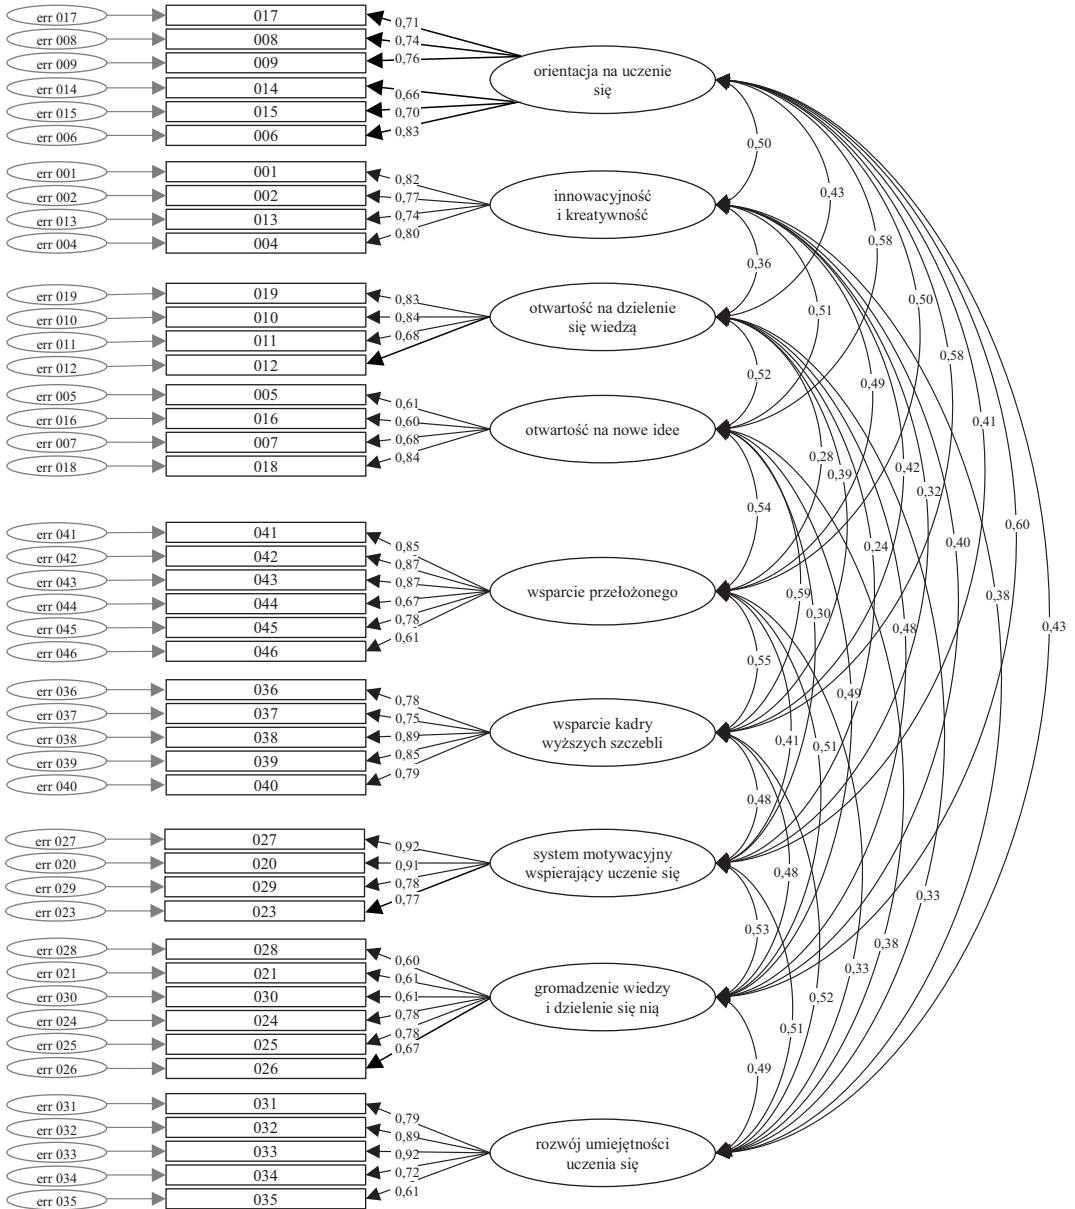 err 017 017 0,71
err 008 008 0,74
err 009 009 0,76
orientacja na uczenie
się
err 014 014 0,66
err 015 015 0,70
err 006 006 0,83
0,50
err 001 001 0,82
err 002 002 0,77
innowacyjność
i kreatywność
0,43
err 013 013 0,74
err 004 004 0,80
0,58
0,36
err 019 019 0,83
0,50
err 010 010 0,84
otwartość na dzielenie
się wiedzą
0,51
err 011 011 0,68
err 012 012
0,58
0,52
0,49
err 005 005 0,61
err 016 016 0,60
0,41
otwartość na nowe idee
err 007 007 0,68
err 018 018 0,84
0,28
0,42
0,39
0,32
0,54
0,60
err 041 041 0,85
0,24
0,40
err 042 042 0,87
err 043 043 0,87
wsparcie przełożonego
0,59
0,38
err 044 044 0,67
0,30
err 045 045 0,78
0,48
0,43
err 046 046 0,61
0,55
err 036 036 0,78
0,49
err 037 037 0,75
wsparcie kadry
wyższych szczebli
err 038 038 0,89
0,41
0,51
err 039 039 0,85
err 040 040 0,79
0,48
err 027 027 0,92
err 020 020 0,91
system motywacyjny
wspierający uczenie się
0,48
err 029 029 0,78
err 023 023 0,77
0,33
0,53
0,38
err 028 028 0,60
err 021 021 0,61
0,33
gromadzenie wiedzy
i dzielenie się nią
err 030 030 0,61
0,52
err 024 024 0,78
0,51
err 025 025 0,78
err 026 026 0,67
0,49
err 031 031 0,79
err 032 032 0,89
rozwój umiejętności
uczenia się
err 033 033 0,92
err 034 034 0,72
err 035 035 0,61